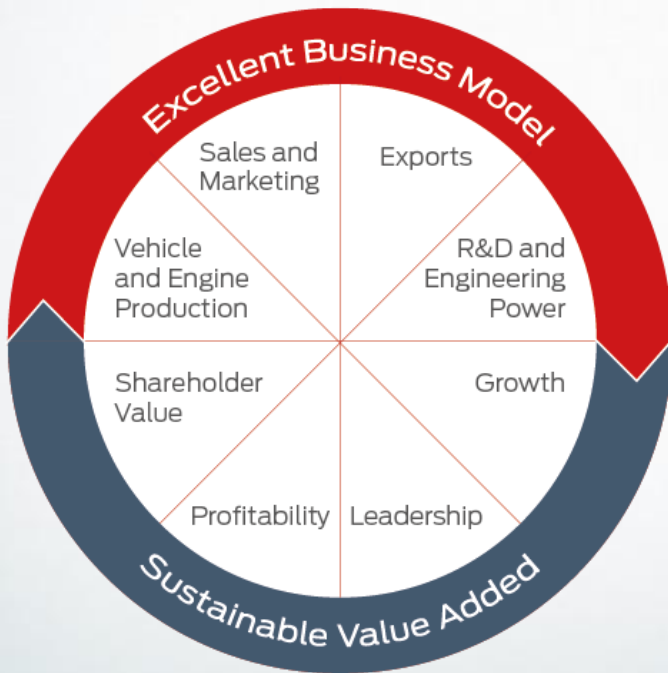 Excellent Business Model
Sales and
Marketing
Exports
Vehicle
and Engine
Production
R&D and
Engineering
Power
Shareholder
Value
Growth
Profitability
Leadership
Sustainable Value Added